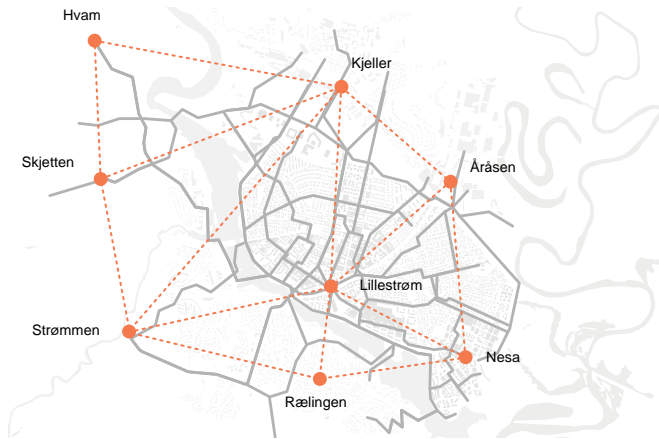 Hvam
Kjeller
Skjetten
Åråsen
Lillestrøm
Strømmen
Nesa
Rælingen